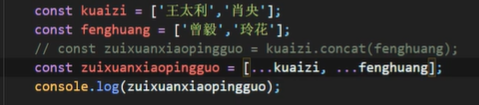 const kuaizi = ['王太利','肖央'];
const fenghuang = ['曾毅','玲花'];
// const zuixuanxiaopingguo = kuaizi.concat(fenghuang);
const zuixuanxiaopingguo = [...kuaizi, ...fenghuang];
console.log(zuixuanxiaopingguo);